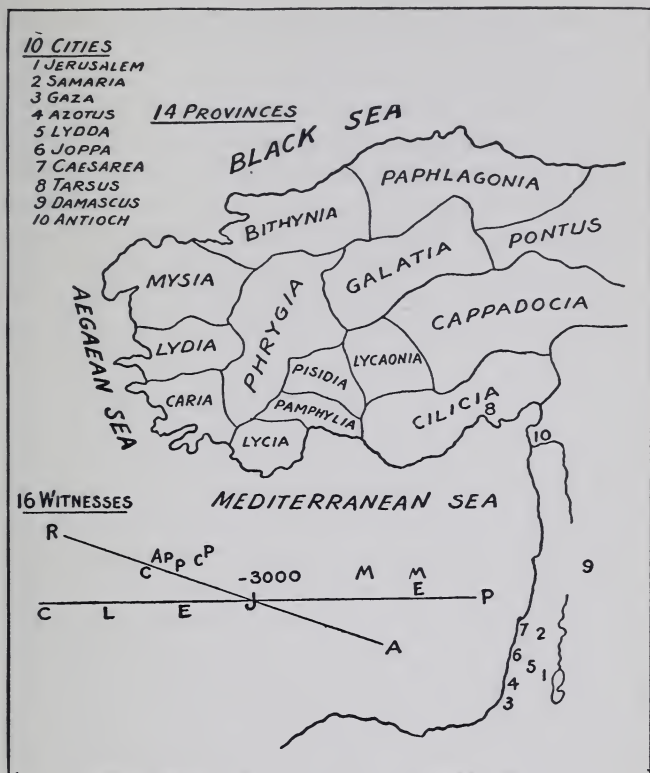 10 CITIES
1 JERUSALEM
2 SAMARIA
3 GAZA
4 AZOTUS
5 LYDDA
6 JOPPA
7 CAESAREA
8 TARSUS
9 DAMASCUS
10 ANTIOCH
14 PROVINCES
BLACK SEA
PAPHLAGONIA
BITHYNIA
PONTUS
GALATIA
MYSIA
CAPPADOCIA
PHRYGIA
AEGAEAN SEA
LYDIA
LYCAONIA
PISIDIA
CARIA
CILICIA
8
PAMPHYLIA
LYCIA
10
MEDITERRANEAN SEA
16 WITNESSES
R
A P P C P
C
-3000 M M
E
C L E J P
A
9
7 2
6
5
1
4
3